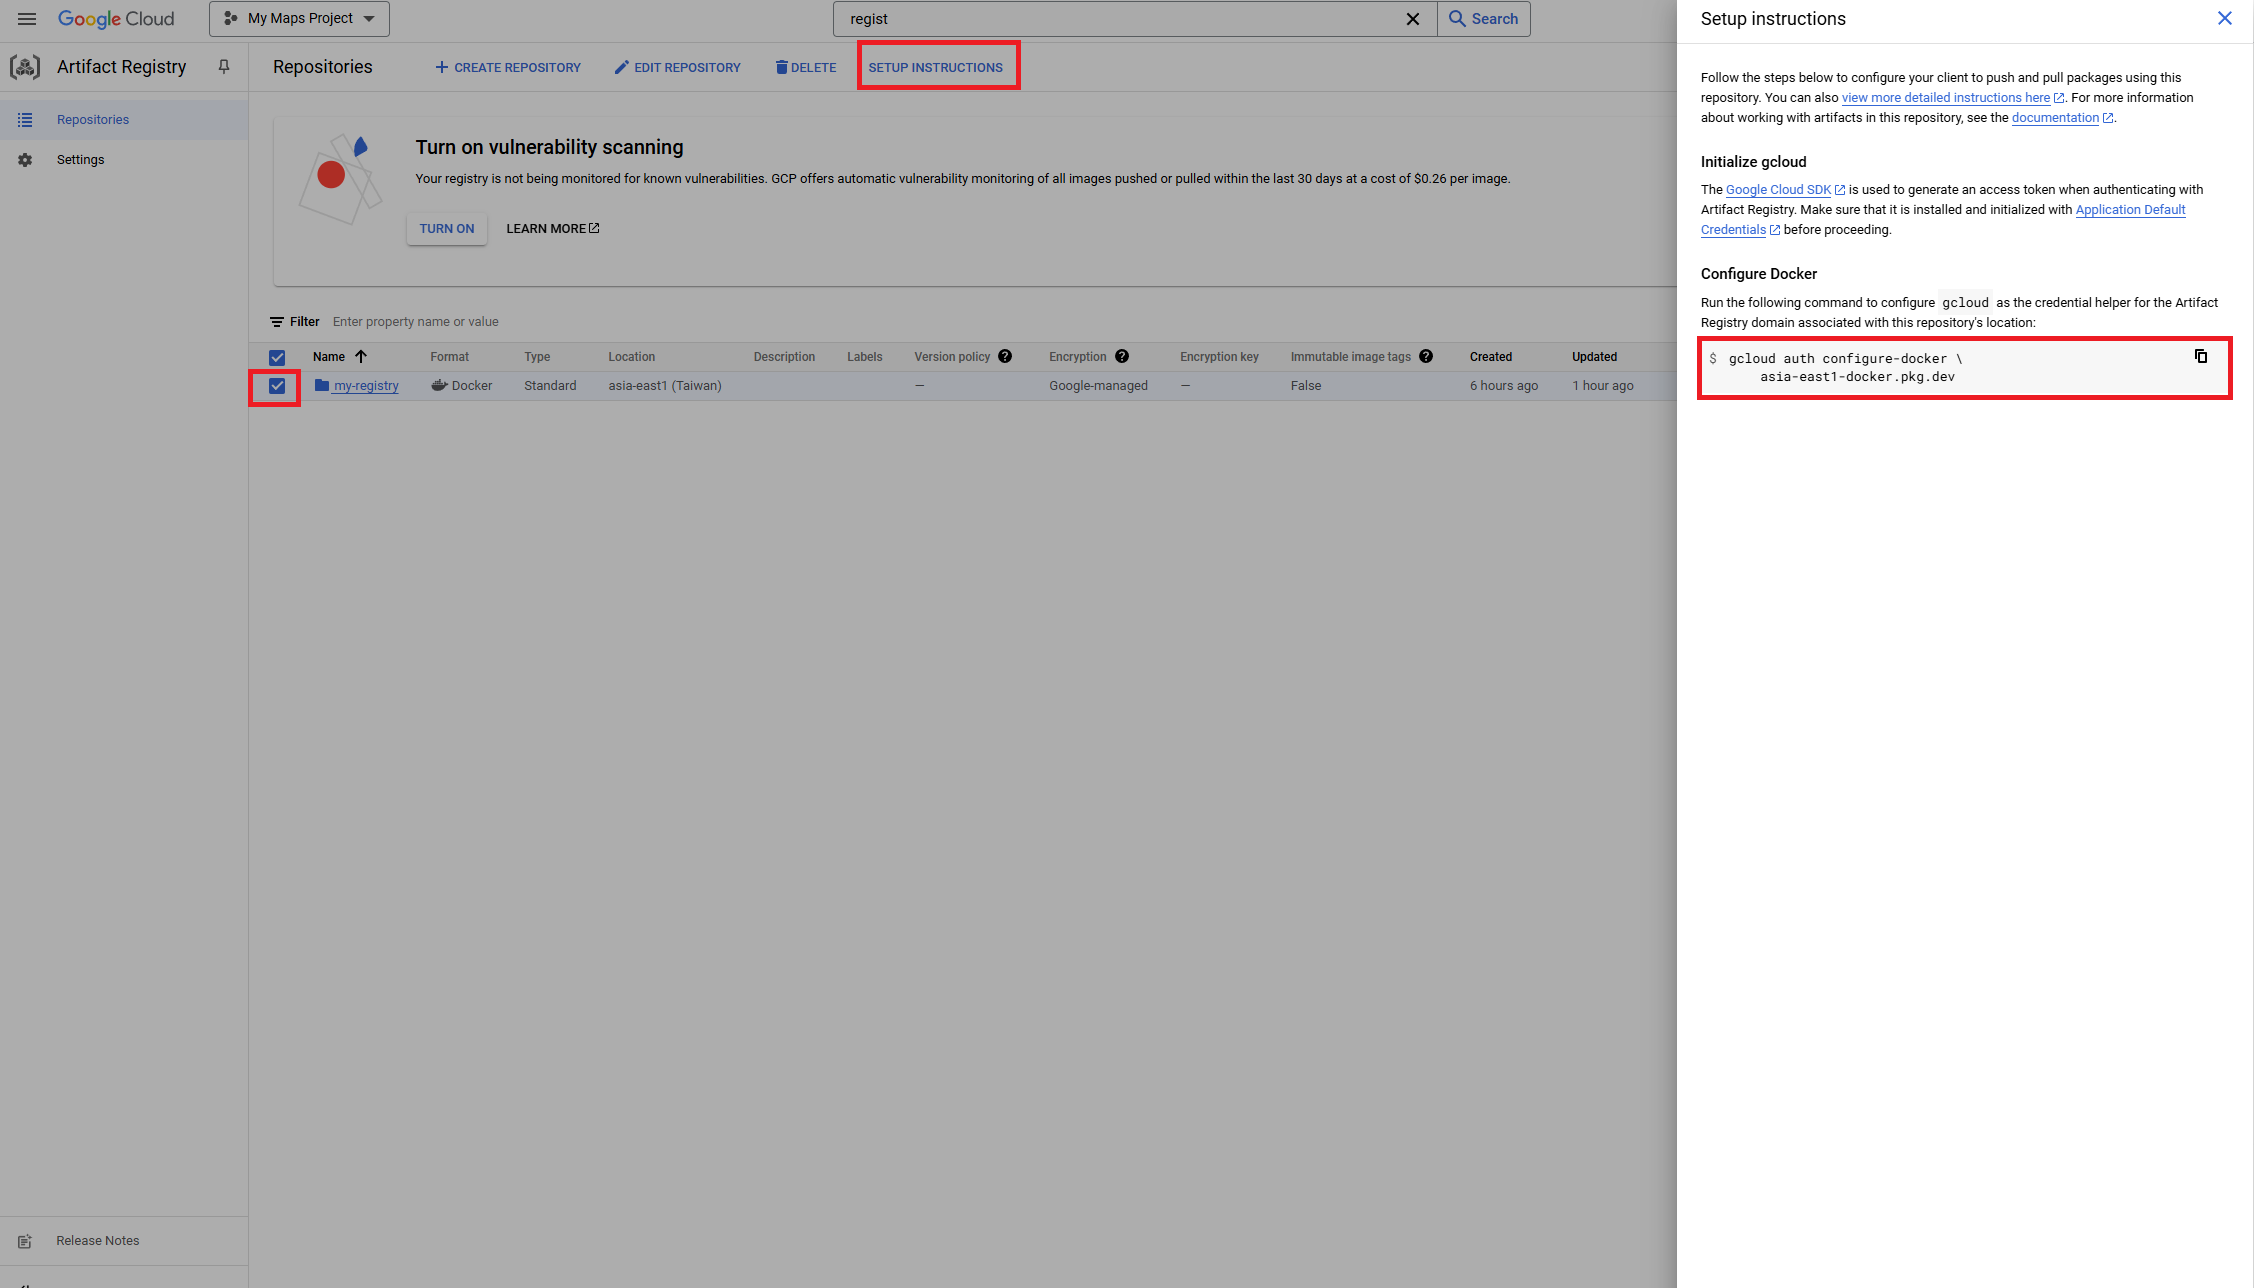 Google Cloud
My Maps Project
regist
Search
Artifact Registry
Repositories
CREATE REPOSITORY
EDIT REPOSITORY
DELETE
SETUP INSTRUCTIONS
Repositories
Settings
Turn on vulnerability scanning
Your registry is not being monitored for known vulnerabilities. GCP offers automatic vulnerability monitoring of all images pushed or pulled within the last 30 days at a cost of $0.26 per image.
TURN ON
LEARN MORE
Filter
Enter property name or value
Name Format Type Location Description Labels Version policy Encryption Encryption key Immutable image tags Created Updated
my-registry Docker Standard asia-east1 (Taiwan) — Google-managed — False 6 hours ago 1 hour ago
Release Notes
Setup instructions
Follow the steps below to configure your client to push and pull packages using this
repository. You can also view more detailed instructions here. For more information
about working with artifacts in this repository, see the documentation.
Initialize gcloud
The Google Cloud SDK is used to generate an access token when authenticating with
Artifact Registry. Make sure that it is installed and initialized with Application Default
Credentials before proceeding.
Configure Docker
Run the following command to configure gcloud as the credential helper for the Artifact
Registry domain associated with this repository's location:
$ gcloud auth configure-docker \
asia-east1-docker.pkg.dev